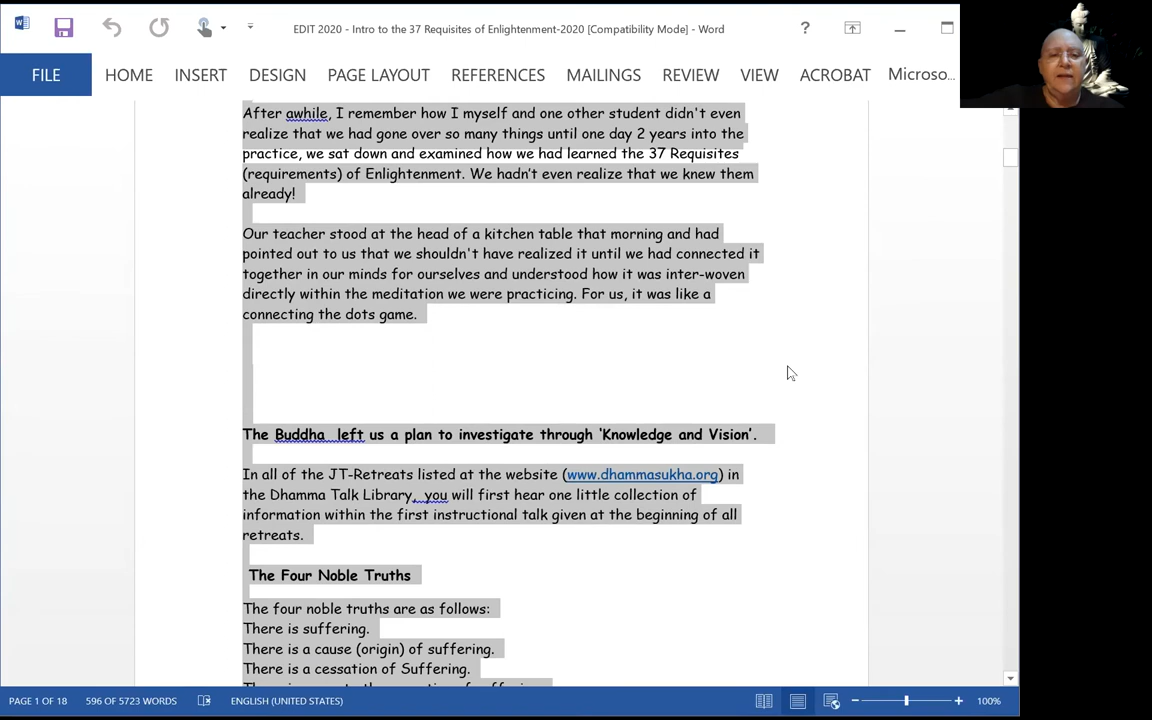 EDIT 2020 - Intro to the 37 Requisites of Enlightenment-2020 [Compatibility Mode] - Word
?
FILE HOME INSERT DESIGN PAGE LAYOUT REFERENCES MAILINGS REVIEW VIEW ACROBAT Microso...
After awhile, I remember how I myself and one other student didn't even
realize that we had gone over so many things until one day 2 years into the
practice, we sat down and examined how we had learned the 37 Requisites
(requirements) of Enlightenment. We hadn't even realize that we knew them
already!
Our teacher stood at the head of a kitchen table that morning and had
pointed out to us that we shouldn't have realized it until we had connected it
together in our minds for ourselves and understood how it was inter-woven
directly within the meditation we were practicing. For us, it was like a
connecting the dots game.
The Buddha left us a plan to investigate through 'Knowledge and Vision'.
In all of the JT-Retreats listed at the website (www.dhammasukha.org) in
the Dhamma Talk Library, you will first hear one little collection of
information within the first instructional talk given at the beginning of all
retreats.
The Four Noble Truths
The four noble truths are as follows:
There is suffering.
There is a cause (origin) of suffering.
There is a cessation of Suffering.
PAGE 1 OF 18 596 OF 5723 WORDS ENGLISH (UNITED STATES) 100%